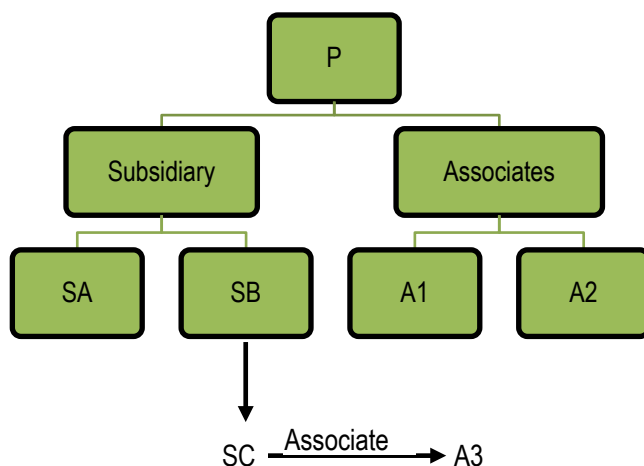 P
Subsidiary
Associates
SA
SB
A1
A2
SC
Associate
A3